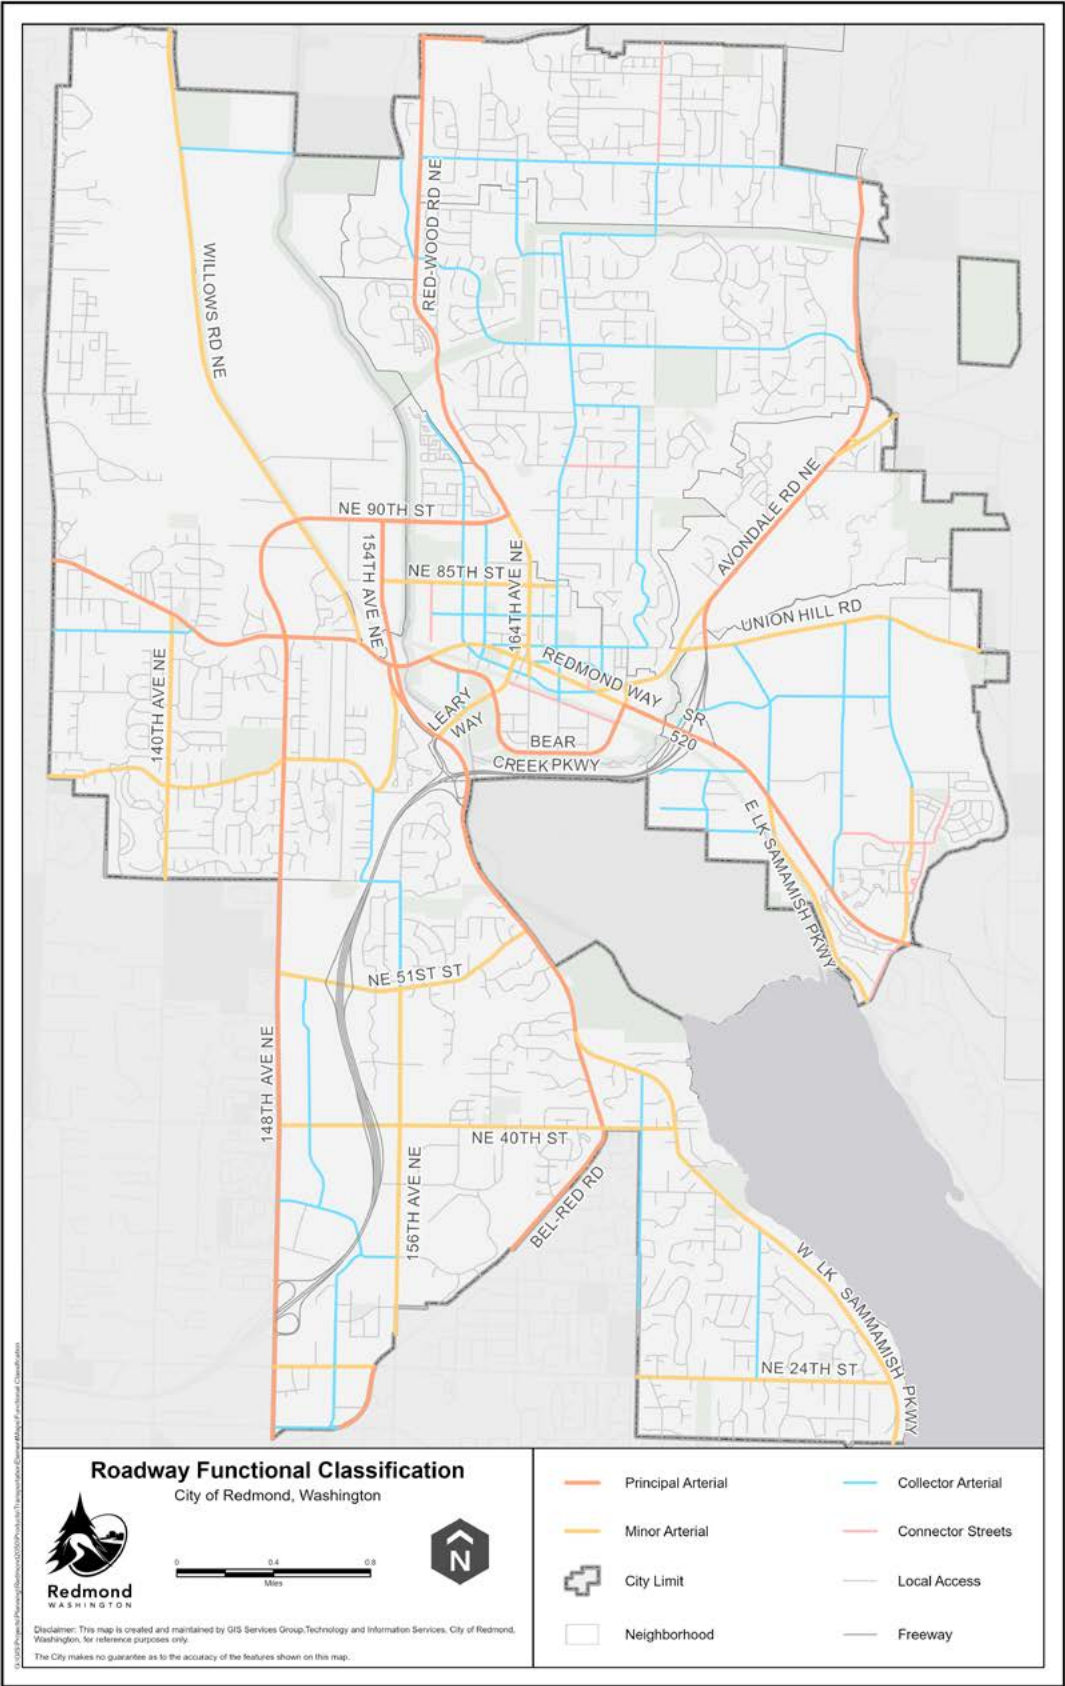 RED-WOOD RD NE
WILLOWS RD NE
NE 90TH ST
AVONDALE RD NE
154TH AVE NE
NE 85TH ST
164TH AVE NE
UNION HILL RD
140TH AVE NE
REDMOND WAY
LEARY
WAY
SR
520
BEAR
CREEK PKWY
E LK SAMAMISH PKWY
NE 51ST ST
148TH AVE NE
NE 40TH ST
156TH AVE NE
BEL-RED RD
W LK SAMMAMISH PKWY
NE 24TH ST
Roadway Functional Classification
City of Redmond, Washington
Redmond
WASHINGTON
0 0.4 0.8
Miles
N
Disclaimer: This map is created and maintained by GIS Services Group,Technology and Information Services, City of Redmond,
Washington, for reference purposes only.
The City makes no guarantee as to the accuracy of the features shown on this map.
Principal Arterial
Minor Arterial
City Limit
Neighborhood
Collector Arterial
Connector Streets
Local Access
Freeway